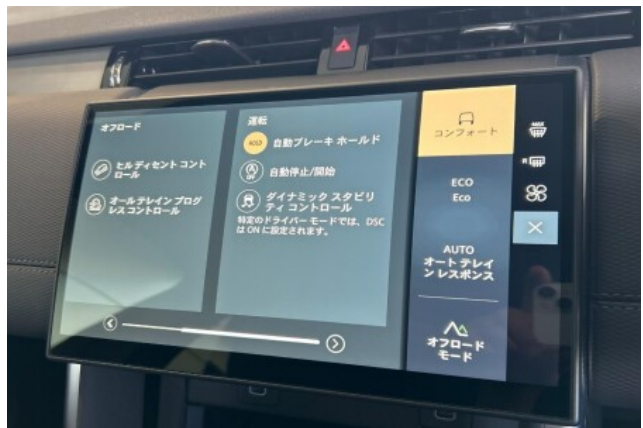 オフロード
ヒル ディセント コント
ロール
オール テレイン プログ
レス コントロール
運転
HOLD
自動ブレーキ ホールド
自動停止/開始
ダイナミック スタビリ
ティ コントロール
特定のドライバー モードでは、DSC
は ON に設定されます。
コンフォート
ECO
Eco
AUTO
オート テレイ
ン レスポンス
オフロード
モード
R